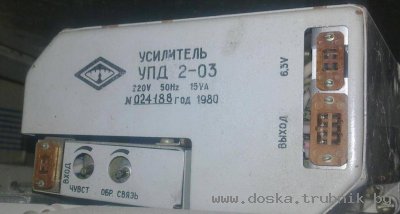 УСИЛИТЕЛЬ
УПД 2-03
220V 50Hz 15VA
№ 024188 год 1980
6,3V
ВЫХОД
ВХОД
ЧУВСТ ОБР. СВЯЗЬ
www.doska.trubnik.bg